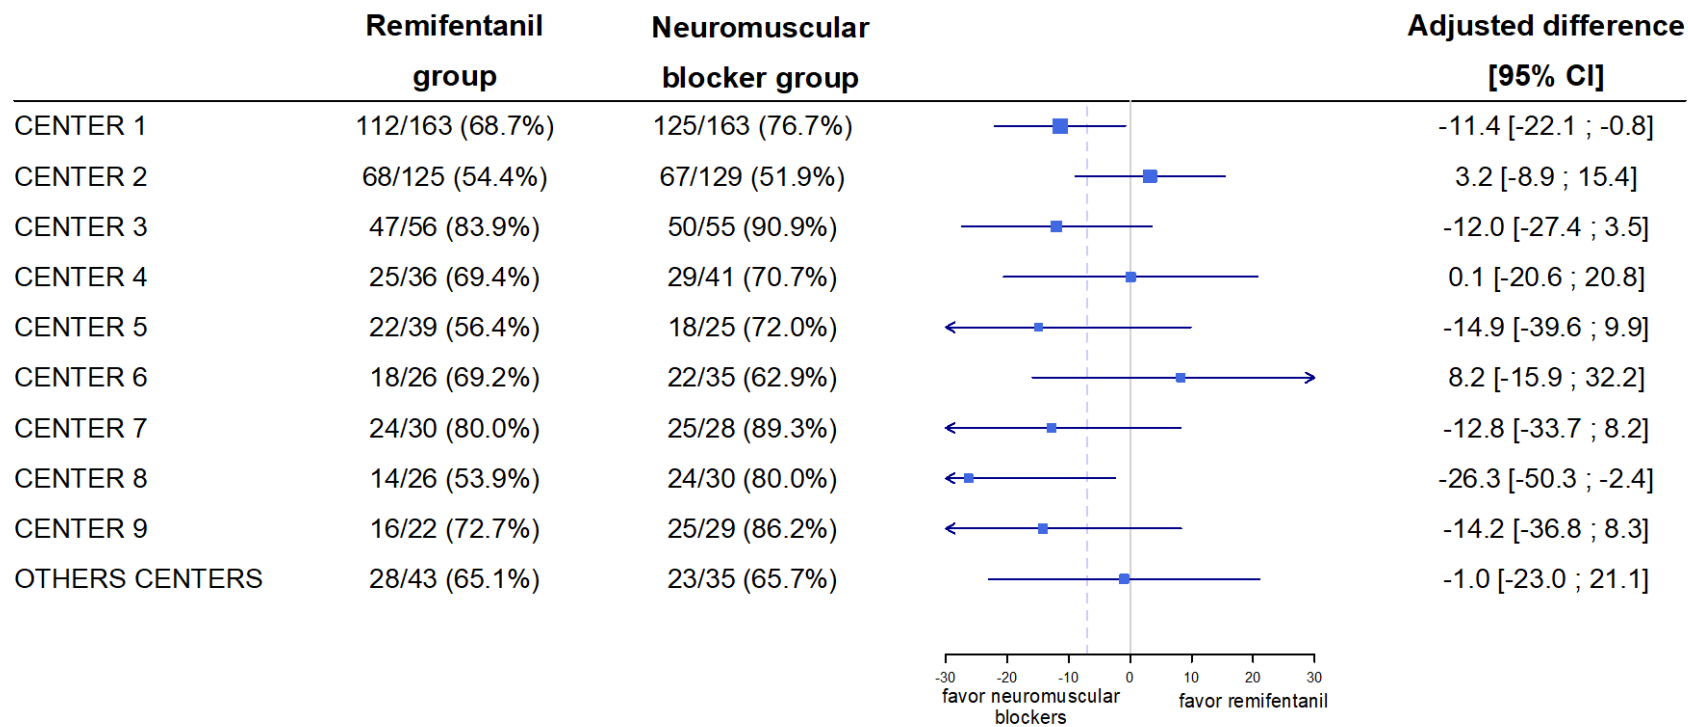 Remifentanil Neuromuscular Adjusted difference
group blocker group [95% CI]
CENTER 1 112/163 (68.7%) 125/163 (76.7%) -11.4 [-22.1 ; -0.8]
CENTER 2 68/125 (54.4%) 67/129 (51.9%) 3.2 [-8.9 ; 15.4]
CENTER 3 47/56 (83.9%) 50/55 (90.9%) -12.0 [-27.4 ; 3.5]
CENTER 4 25/36 (69.4%) 29/41 (70.7%) 0.1 [-20.6 ; 20.8]
CENTER 5 22/39 (56.4%) 18/25 (72.0%) -14.9 [-39.6 ; 9.9]
CENTER 6 18/26 (69.2%) 22/35 (62.9%) 8.2 [-15.9 ; 32.2]
CENTER 7 24/30 (80.0%) 25/28 (89.3%) -12.8 [-33.7 ; 8.2]
CENTER 8 14/26 (53.9%) 24/30 (80.0%) -26.3 [-50.3 ; -2.4]
CENTER 9 16/22 (72.7%) 25/29 (86.2%) -14.2 [-36.8 ; 8.3]
OTHERS CENTERS 28/43 (65.1%) 23/35 (65.7%) -1.0 [-23.0 ; 21.1]
-30 -20 -10 0 10 20 30
favor neuromuscular favor remifentanil
blockers